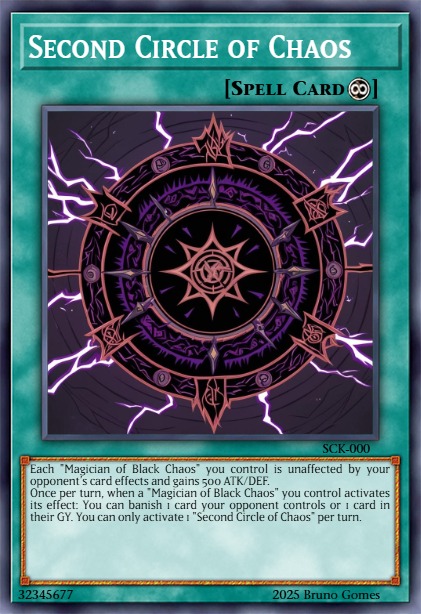 Second Circle of Chaos
[Spell Card]
SCK-000
Each "Magician of Black Chaos" you control is unaffected by your
opponent's card effects and gains 500 ATK/DEF.
Once per turn, when a "Magician of Black Chaos" you control activates
its effect: You can banish 1 card your opponent controls or 1 card in
their GY. You can only activate 1 "Second Circle of Chaos" per turn.
32345677
2025 Bruno Gomes